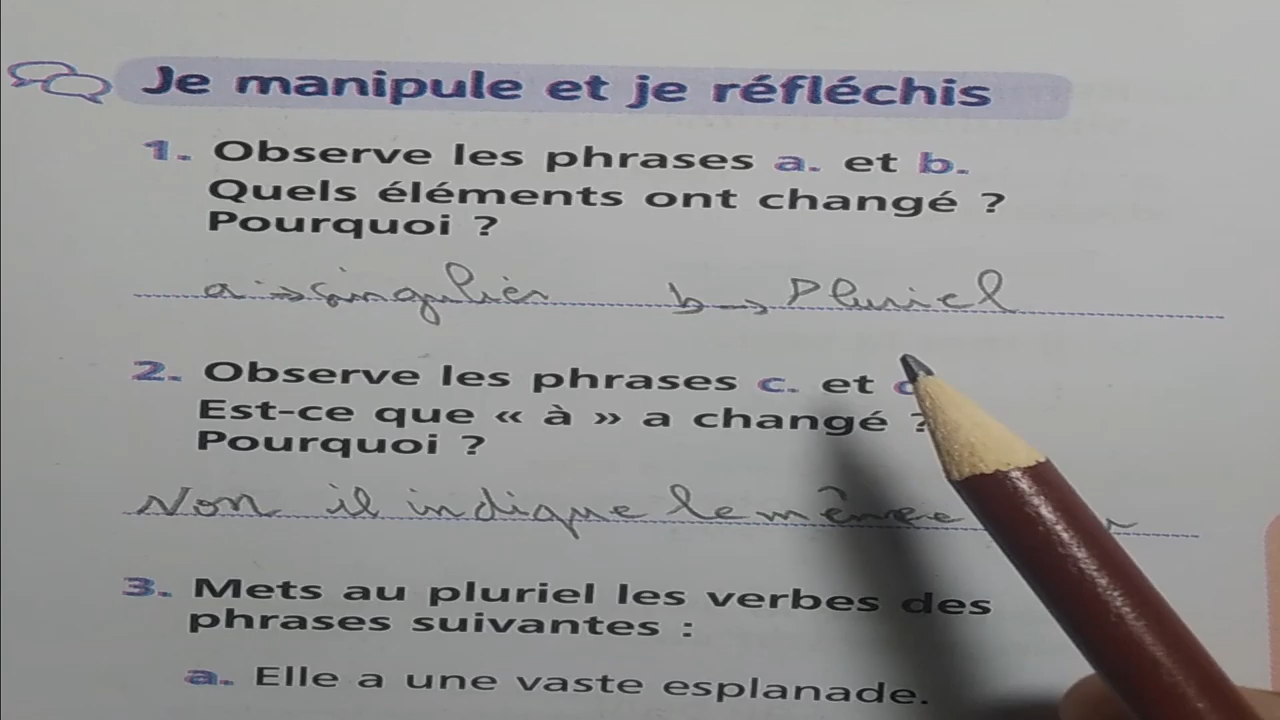 Je manipule et je réfléchis
1. Observe les phrases a. et b.
Quels éléments ont changé ?
Pourquoi ?
a → singulier b → Pluriel
2. Observe les phrases c. et
Est-ce que « à » a changé ?
Pourquoi ?
Non il indique le même
3. Mets au pluriel les verbes des
phrases suivantes :
a. Elle a une vaste esplanade.